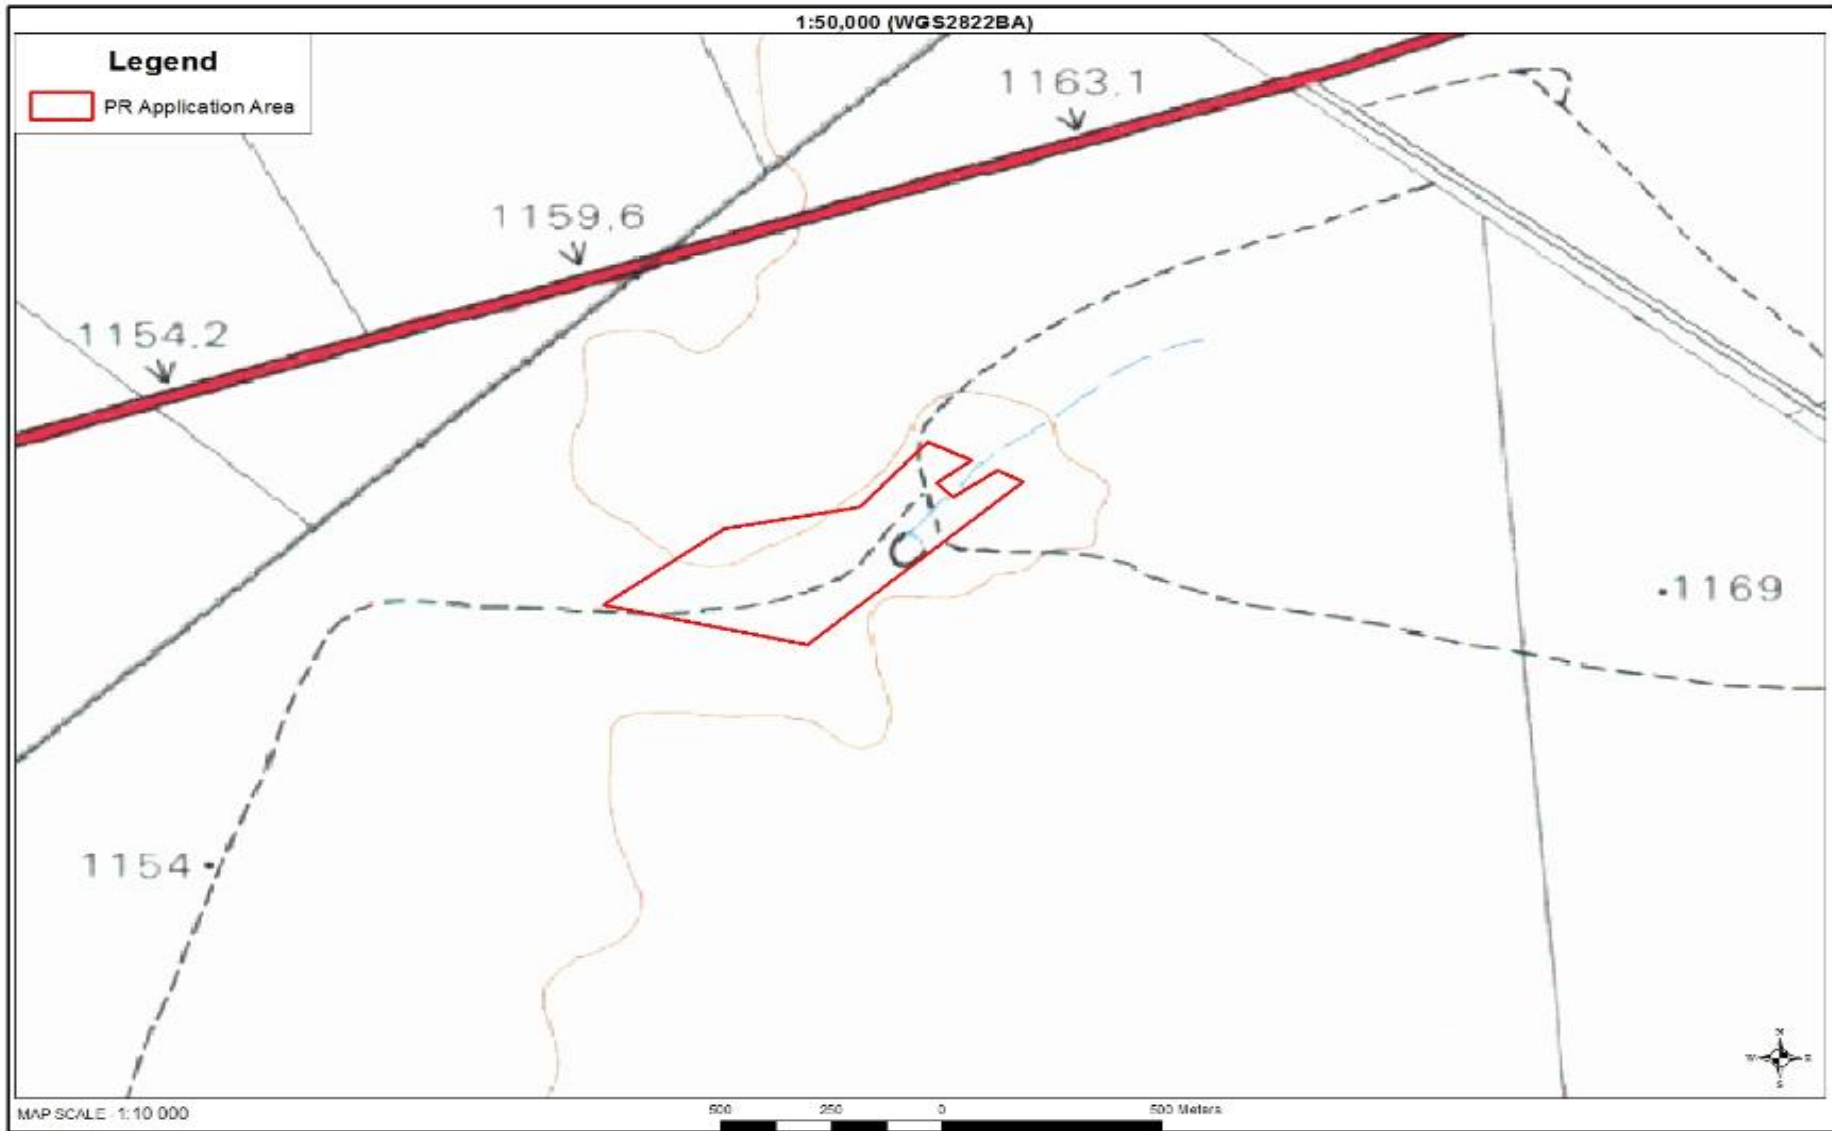 1:50,000 (WGS2822BA)
Legend
PR Application Area
1163.1
1159.6
1154.2
1169
1154
N
W E
S
MAP SCALE - 1:10 000
500 250 0 500 Meters